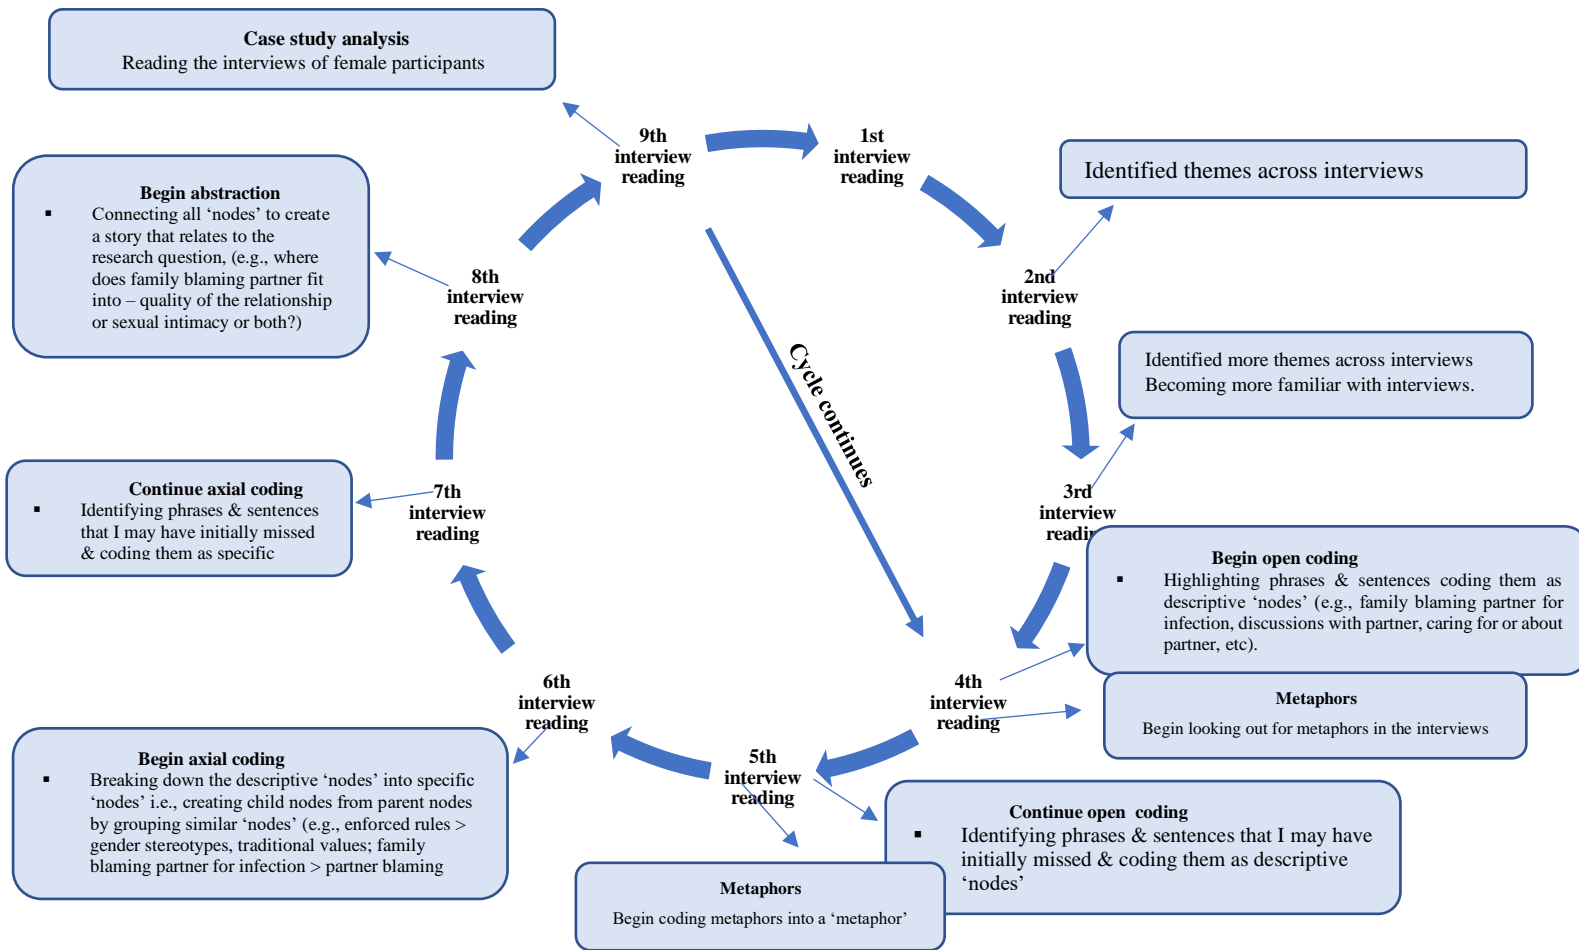 Case study analysis
Reading the interviews of female participants
9th
interview
reading
1st
interview
reading
Identified themes across interviews
Begin abstraction
▪ Connecting all ‘nodes’ to create
a story that relates to the
research question, (e.g., where
does family blaming partner fit
into – quality of the relationship
or sexual intimacy or both?)
8th
interview
reading
2nd
interview
reading
Identified more themes across interviews
Becoming more familiar with interviews.
Cycle continues
Continue axial coding
▪ Identifying phrases & sentences
that I may have initially missed
& coding them as specific
7th
interview
reading
3rd
interview
reading
Begin open coding
▪ Highlighting phrases & sentences coding them as
descriptive ‘nodes’ (e.g., family blaming partner for
infection, discussions with partner, caring for or about
partner, etc).
6th
interview
reading
4th
interview
reading
Metaphors
Begin looking out for metaphors in the interviews
Begin axial coding
▪ Breaking down the descriptive ‘nodes’ into specific
‘nodes’ i.e., creating child nodes from parent nodes
by grouping similar ‘nodes’ (e.g., enforced rules >
gender stereotypes, traditional values; family
blaming partner for infection > partner blaming
5th
interview
reading
Continue open coding
▪ Identifying phrases & sentences that I may have
initially missed & coding them as descriptive
‘nodes’
Metaphors
Begin coding metaphors into a ‘metaphor’